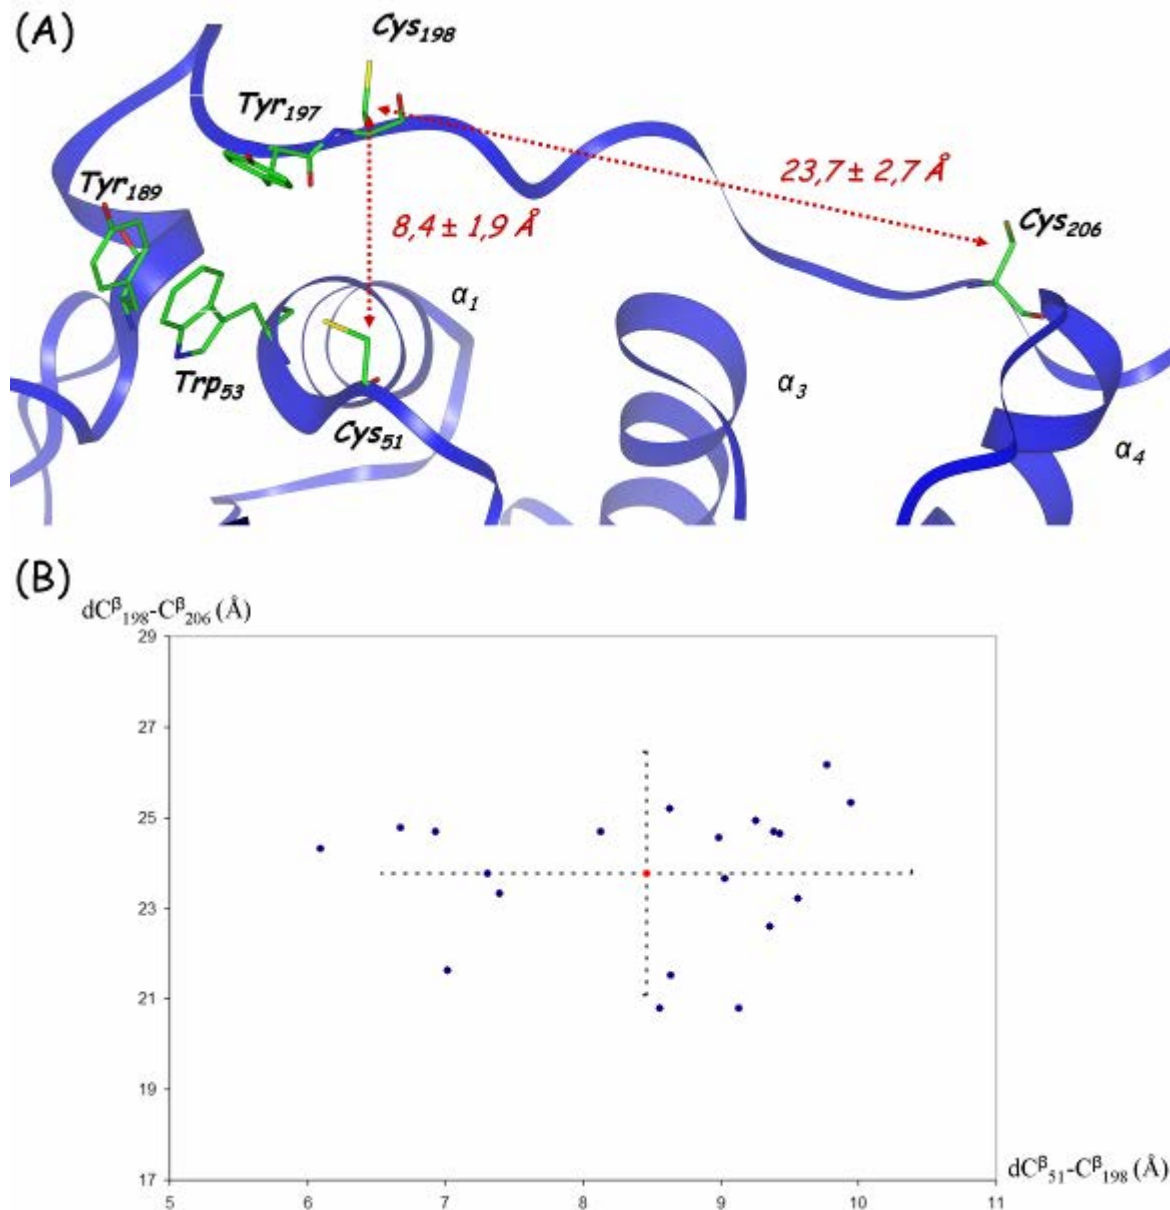 (A)
Cys198
Tyr197
Tyr189
23,7 ± 2,7 Å
8,4 ± 1,9 Å
Cys206
α1
α3
Trp53
Cys51
α4
(B)
dCβ198-Cβ206 (Å)
29
27
25
23
21
19
17
5 6 7 8 9 10 11
dCβ51-Cβ198 (Å)